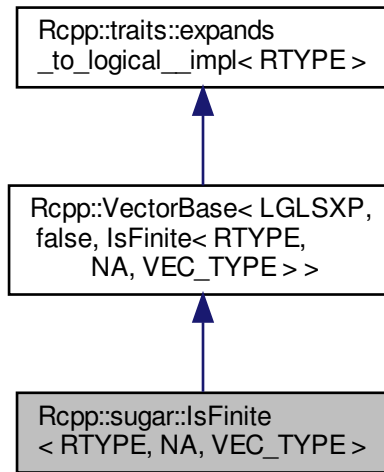 Rcpp::traits::expands
_to_logical__impl< RTYPE >
Rcpp::VectorBase< LGLSXP,
false, IsFinite< RTYPE,
NA, VEC_TYPE > >
Rcpp::sugar::IsFinite
< RTYPE, NA, VEC_TYPE >